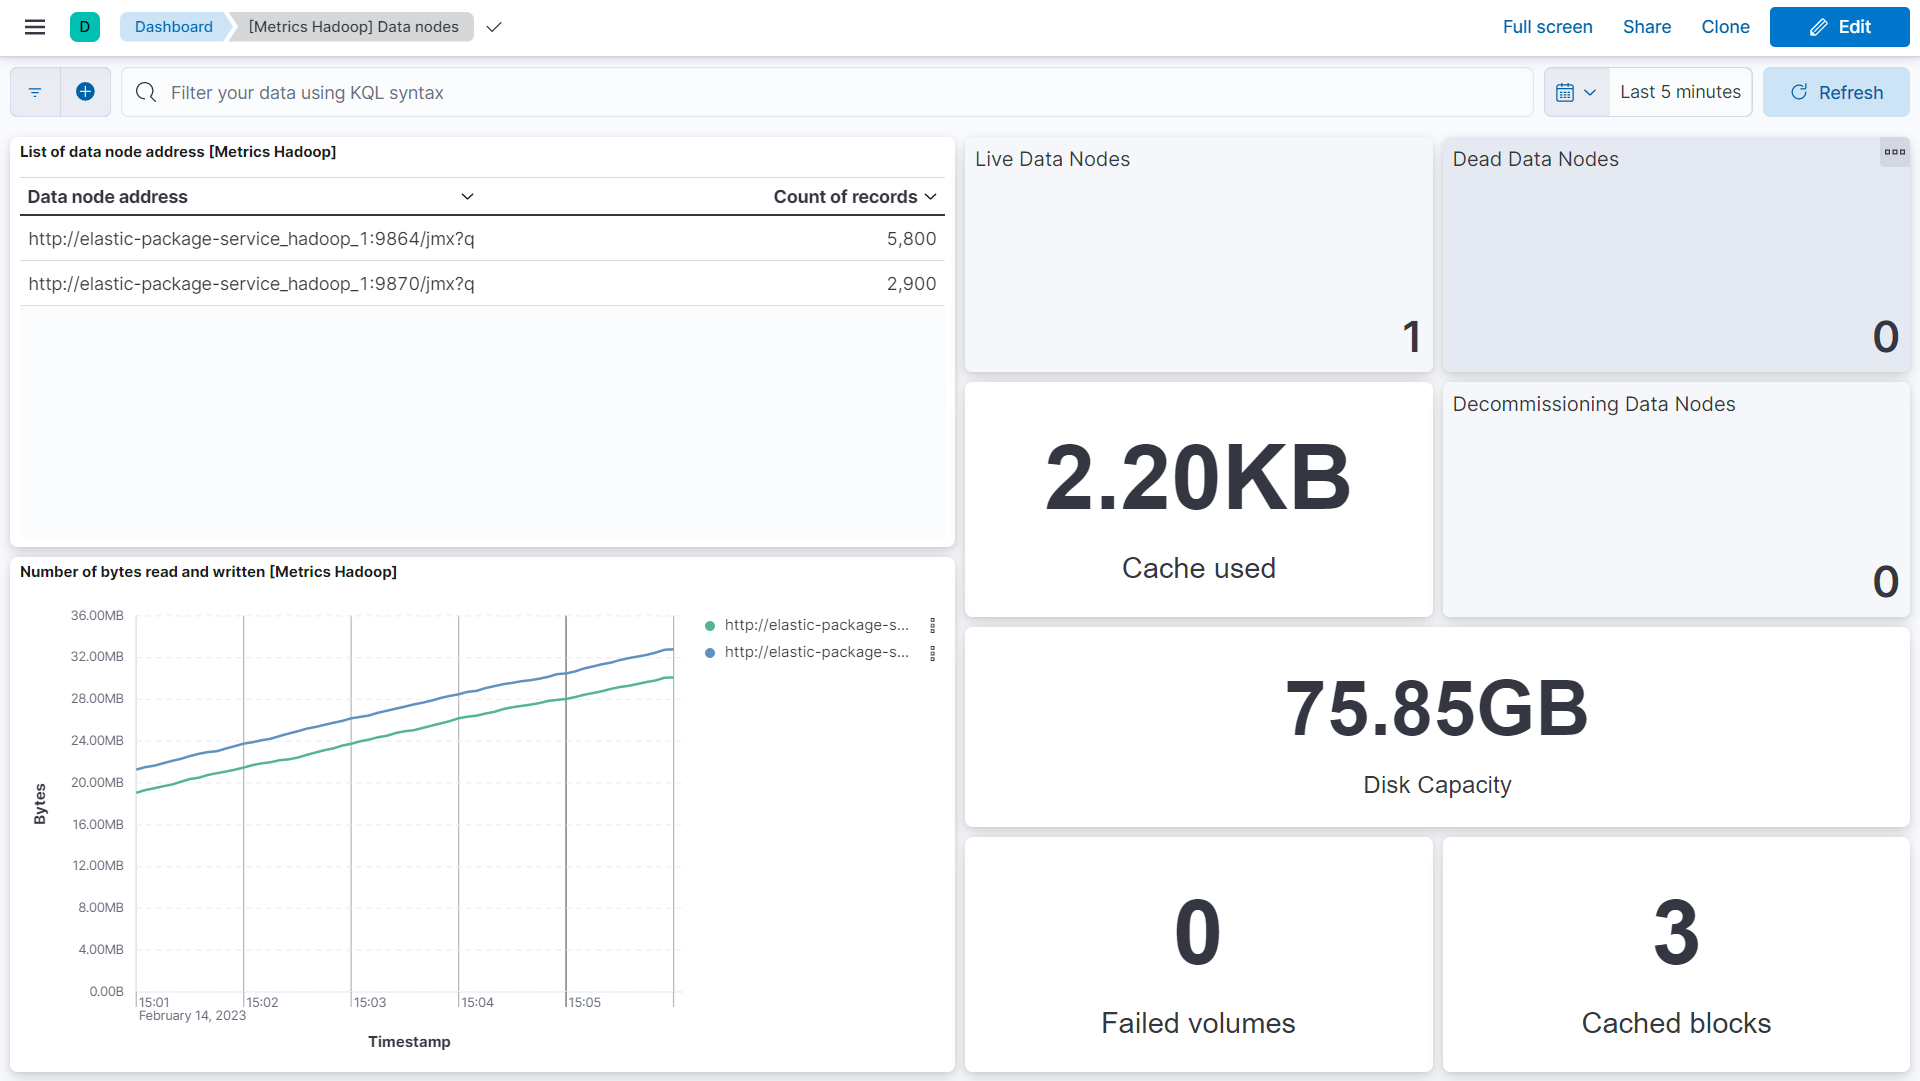 D
Dashboard
[Metrics Hadoop] Data nodes
Full screen
Share
Clone
Edit
Filter your data using KQL syntax
Last 5 minutes
Refresh
List of data node address [Metrics Hadoop]
Data node address
Count of records
http://elastic-package-service_hadoop_1:9864/jmx?q
5,800
http://elastic-package-service_hadoop_1:9870/jmx?q
2,900
Live Data Nodes
1
Dead Data Nodes
0
2.20KB
Cache used
Decommissioning Data Nodes
0
Number of bytes read and written [Metrics Hadoop]
36.00MB
32.00MB
28.00MB
24.00MB
20.00MB
16.00MB
12.00MB
8.00MB
4.00MB
0.00B
Bytes
15:01
15:02
15:03
15:04
15:05
February 14, 2023
Timestamp
http://elastic-package-s...
http://elastic-package-s...
75.85GB
Disk Capacity
0
Failed volumes
3
Cached blocks